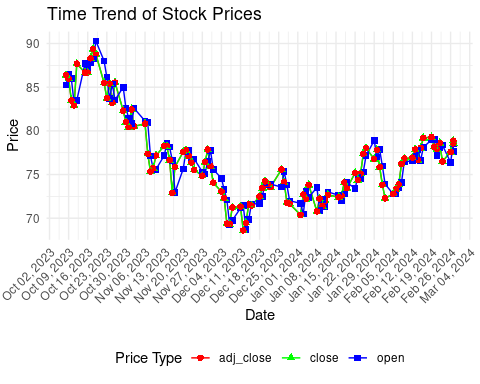 Time Trend of Stock Prices
Price
90
85
80
75
70
Oct 02, 2023
Oct 09, 2023
Oct 16, 2023
Oct 23, 2023
Oct 30, 2023
Nov 06, 2023
Nov 13, 2023
Nov 20, 2023
Nov 27, 2023
Dec 04, 2023
Dec 11, 2023
Dec 18, 2023
Dec 25, 2023
Jan 01, 2024
Jan 08, 2024
Jan 15, 2024
Jan 22, 2024
Jan 29, 2024
Feb 05, 2024
Feb 12, 2024
Feb 19, 2024
Feb 26, 2024
Mar 04, 2024
Date
Price Type adj_close close open